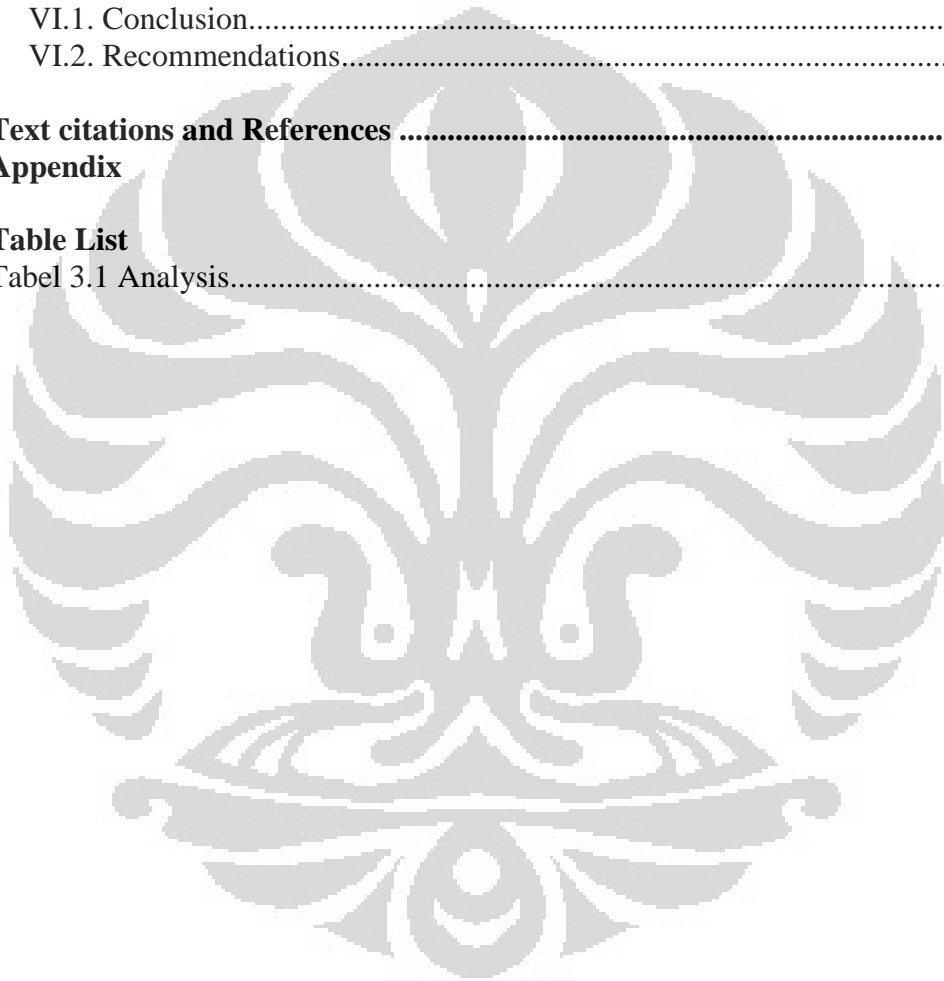 VI.1. Conclusion....................................................................................
VI.2. Recommendations........................................................................
Text citations and References ....................................................................
Appendix
Table List
Tabel 3.1 Analysis.........................................................................................